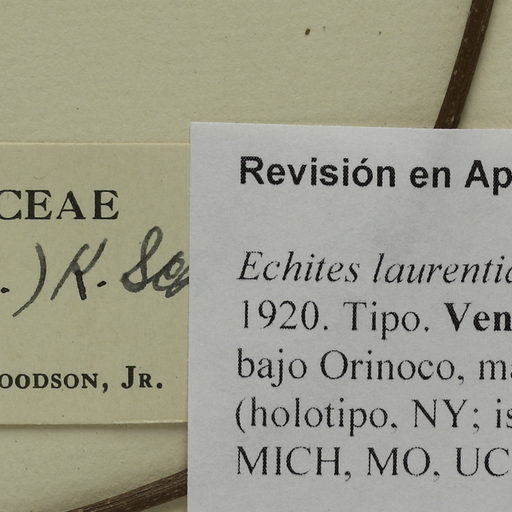 CEAE
.) K. Sc
OODSON, JR.
Revisión en Ap
Echites laurentia
1920. Tipo. Ven
bajo Orinoco, ma
(holotipo, NY; is
MICH, MO, UC